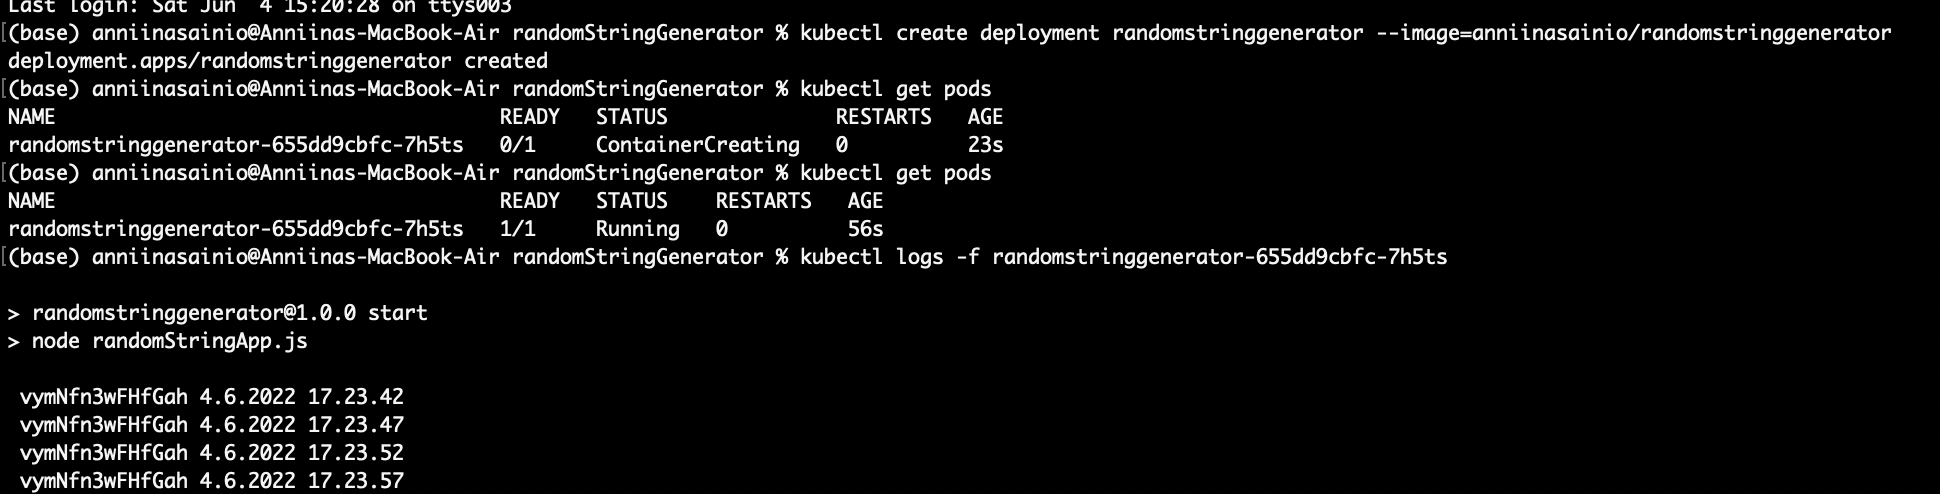 Last login: Sat Jun  4 15:20:28 on ttys003
[(base) anniinasainio@Anniinas-MacBook-Air randomStringGenerator % kubectl create deployment randomstringgenerator --image=anniinasainio/randomstringgenerator
deployment.apps/randomstringgenerator created
[(base) anniinasainio@Anniinas-MacBook-Air randomStringGenerator % kubectl get pods
NAME                                     READY   STATUS              RESTARTS   AGE
randomstringgenerator-655dd9cbfc-7h5ts   0/1     ContainerCreating   0          23s
[(base) anniinasainio@Anniinas-MacBook-Air randomStringGenerator % kubectl get pods
NAME                                     READY   STATUS    RESTARTS   AGE
randomstringgenerator-655dd9cbfc-7h5ts   1/1     Running   0          56s
[(base) anniinasainio@Anniinas-MacBook-Air randomStringGenerator % kubectl logs -f randomstringgenerator-655dd9cbfc-7h5ts
> randomstringgenerator@1.0.0 start
> node randomStringApp.js
vymNfn3wFHfGah 4.6.2022 17.23.42
vymNfn3wFHfGah 4.6.2022 17.23.47
vymNfn3wFHfGah 4.6.2022 17.23.52
vymNfn3wFHfGah 4.6.2022 17.23.57